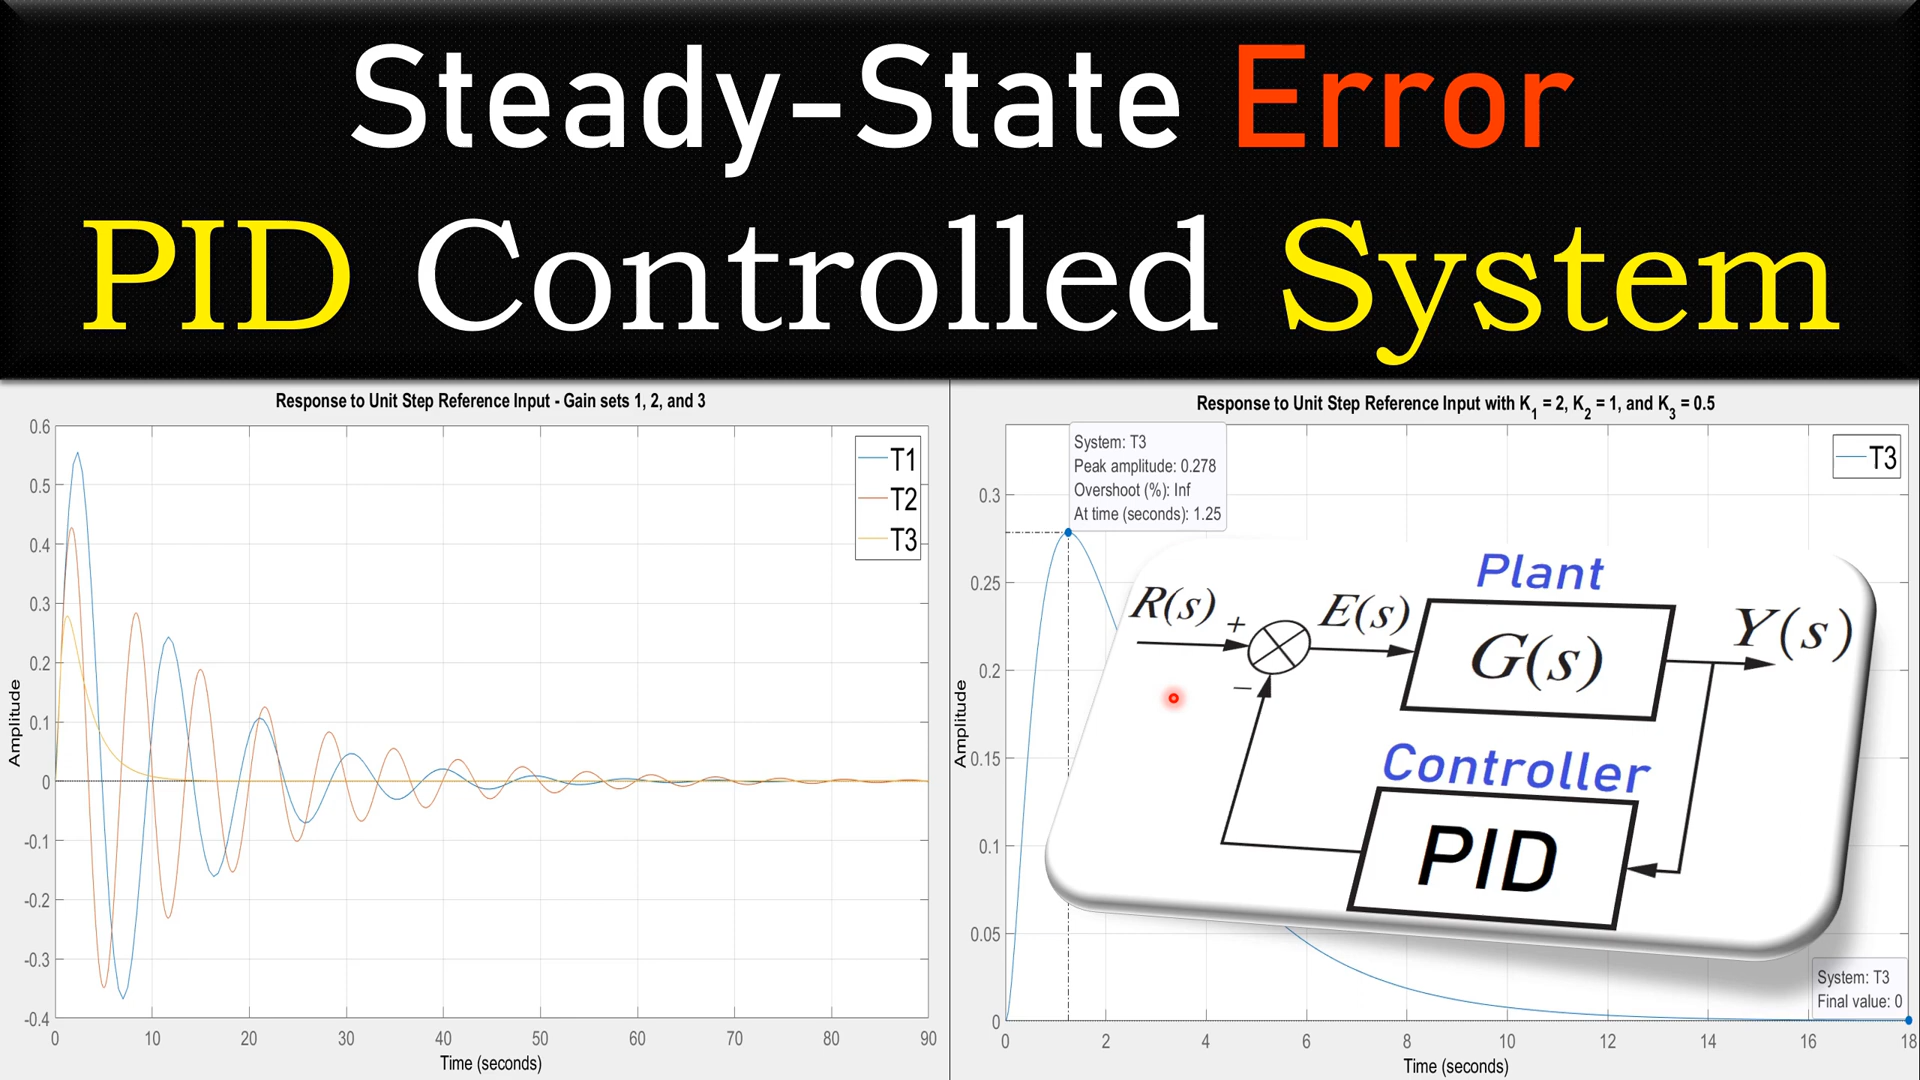 Steady-State Error
PID Controlled System
Response to Unit Step Reference Input - Gain sets 1, 2, and 3
0.6
0.5
0.4
0.3
0.2
0.1
0
-0.1
-0.2
-0.3
-0.4
Amplitude
T1
T2
T3
0 10 20 30 40 50 60 70 80 90
Time (seconds)
Response to Unit Step Reference Input with K1 = 2, K2 = 1, and K3 = 0.5
System: T3
Peak amplitude: 0.278
Overshoot (%): Inf
At time (seconds): 1.25
T3
0.3
0.25
0.2
0.15
0.1
0.05
0
Amplitude
Plant
R(s) + E(s) G(s) Y(s)
−
Controller
PID
System: T3
Final value: 0
0 2 4 6 8 10 12 14 16 18
Time (seconds)